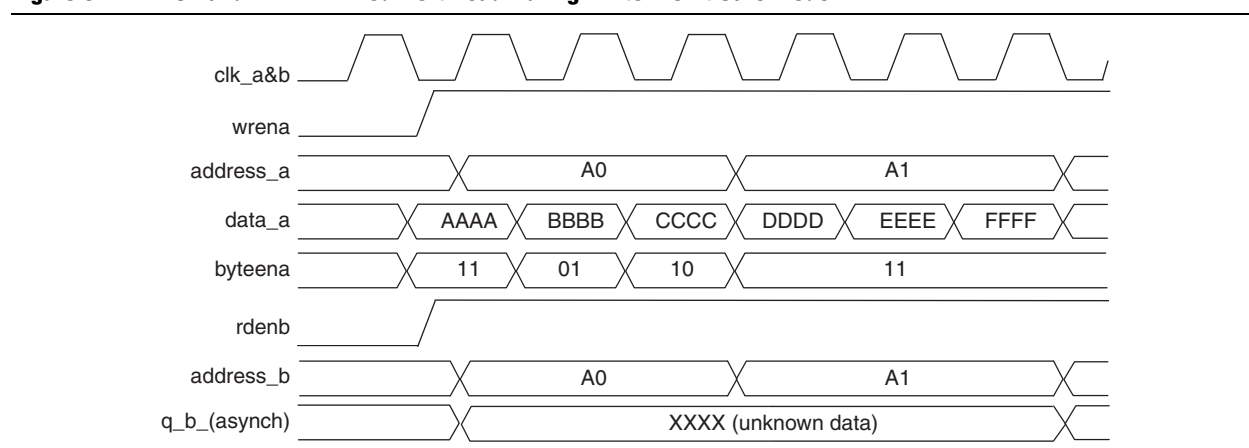 clk_a&b
wrena
address_a A0 A1
data_a AAAA BBBB CCCC DDDD EEEE FFFF
byteena 11 01 10 11
rdenb
address_b A0 A1
q_b_(asynch) XXXX (unknown data)